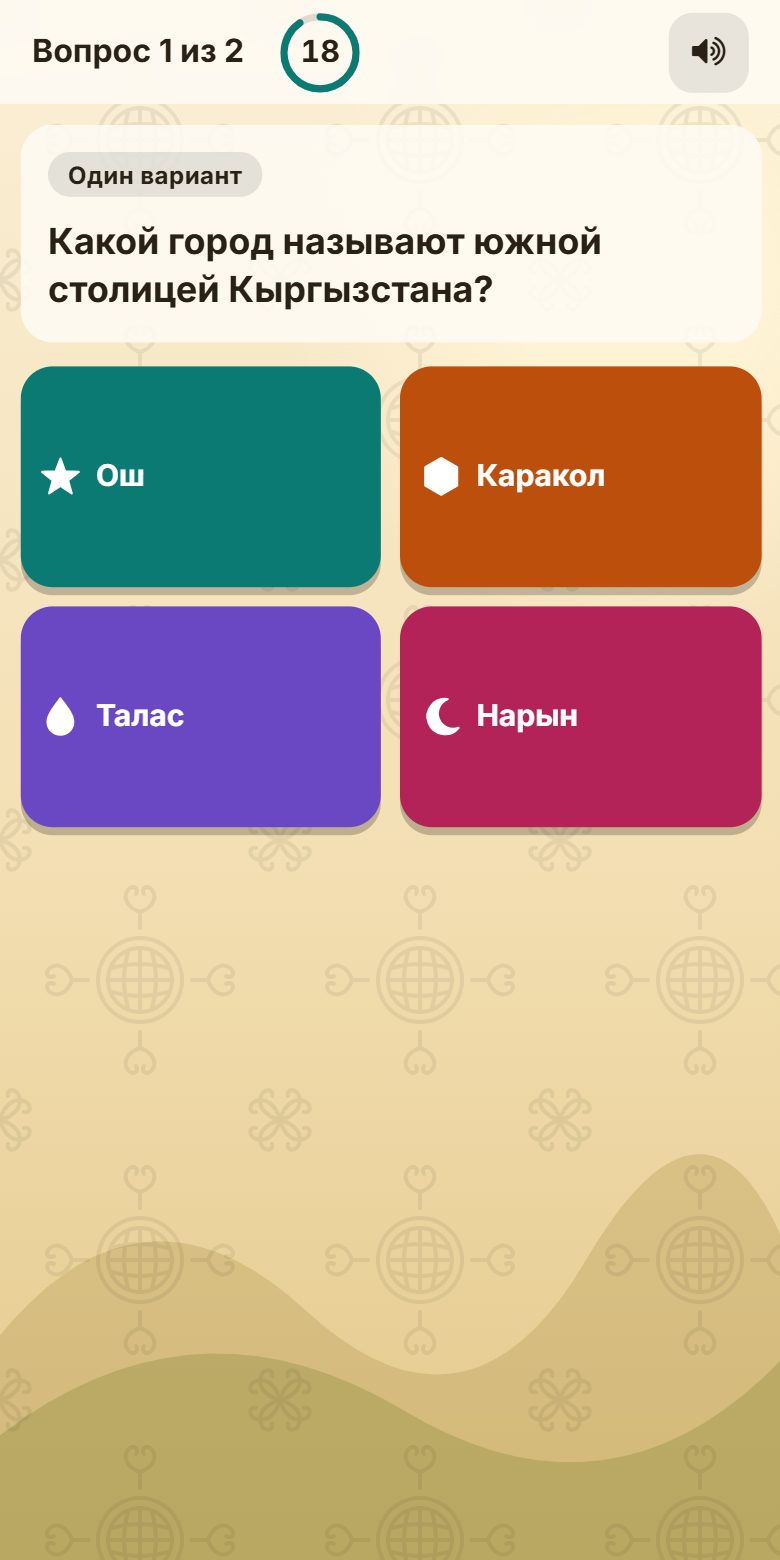 Вопрос 1 из 2
18
Один вариант
Какой город называют южной
столицей Кыргызстана?
Ош
Каракол
Талас
Нарын